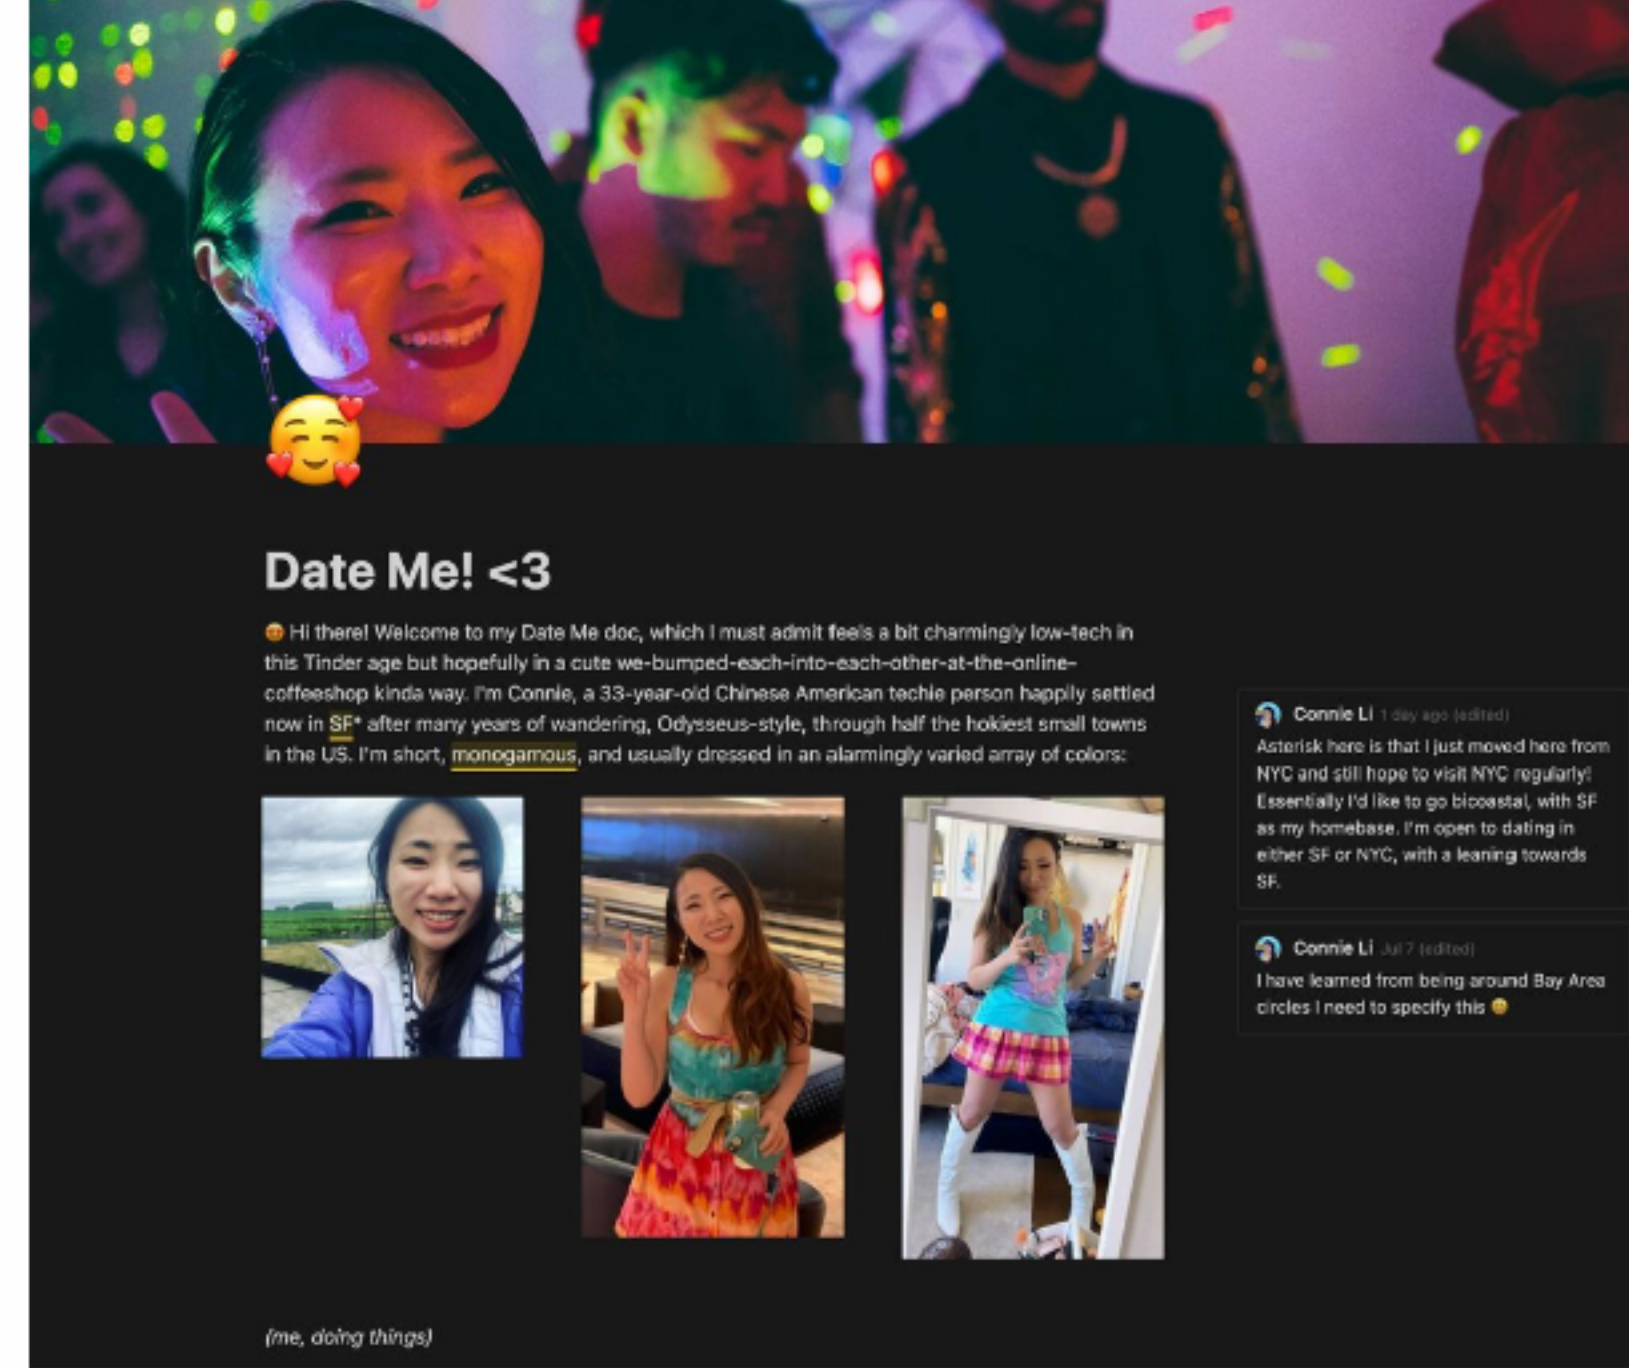 Date Me! <3
Hi there! Welcome to my Date Me doc, which I must admit feels a bit charmingly low-tech in
this Tinder age but hopefully in a cute we-bumped-each-into-each-other-at-the-online-
coffeeshop kinda way. I'm Connie, a 33-year-old Chinese American techie person happily settled
now in SF* after many years of wandering, Odysseus-style, through half the hokiest small towns
in the US. I'm short, monogamous, and usually dressed in an alarmingly varied array of colors:
(me, doing things)
Connie Li 1 day ago (edited)
Asterisk here is that I just moved here from
NYC and still hope to visit NYC regularly!
Essentially I'd like to go bicoastal, with SF
as my homebase. I'm open to dating in
either SF or NYC, with a leaning towards
SF.
Connie Li Jul 7 (edited)
I have learned from being around Bay Area
circles I need to specify this